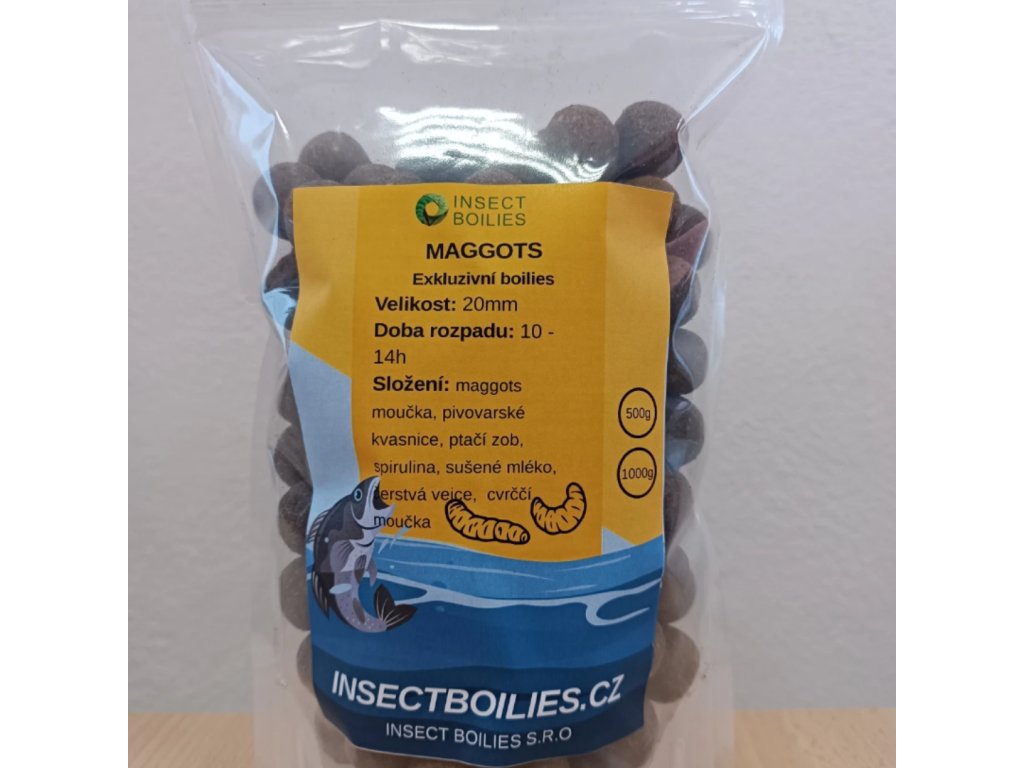 INSECT
BOILIES
MAGGOTS
Exkluzivní boilies
Velikost: 20mm
Doba rozpadu: 10 -
14h
Složení: maggots
moučka, pivovarské
kvasnice, ptačí zob,
spirulina, sušené mléko,
čerstvá vejce, cvrččí
moučka
500g
1000g
INSECTBOILIES.CZ
INSECT BOILIES S.R.O